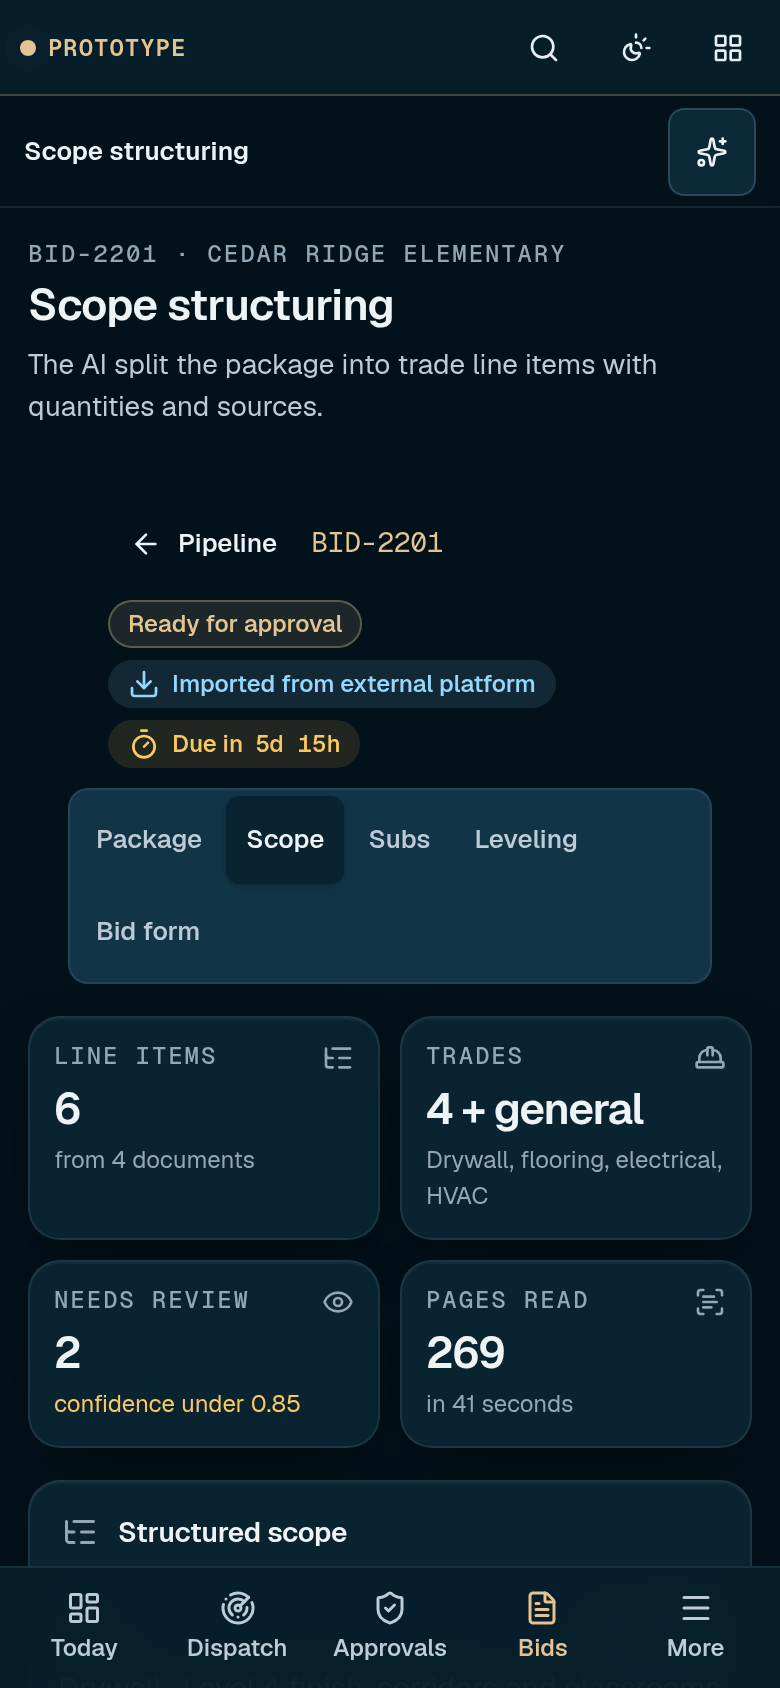 PROTOTYPE
Scope structuring
BID-2201 · CEDAR RIDGE ELEMENTARY
Scope structuring
The AI split the package into trade line items with
quantities and sources.
Pipeline BID-2201
Ready for approval
Imported from external platform
Due in 5d 15h
Package Scope Subs Leveling
Bid form
LINE ITEMS
6
from 4 documents
TRADES
4 + general
Drywall, flooring, electrical,
HVAC
NEEDS REVIEW
2
confidence under 0.85
PAGES READ
269
in 41 seconds
Structured scope
Today Dispatch Approvals Bids More